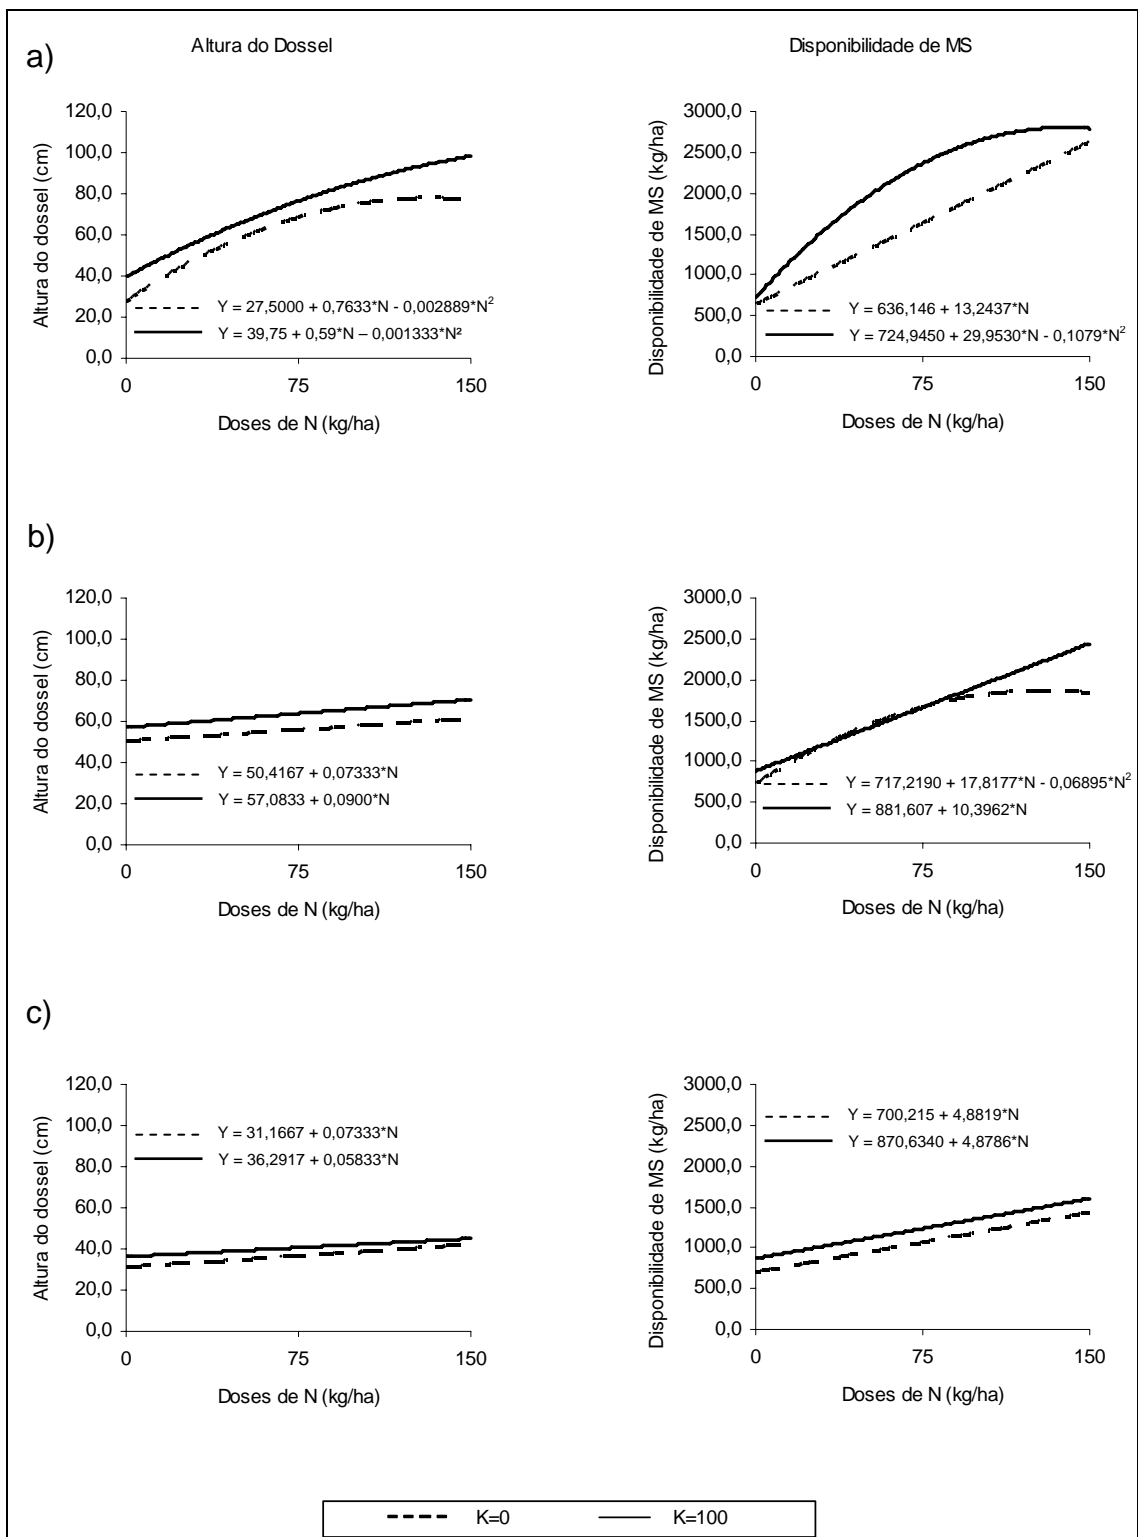 a)
Altura do Dossel
Disponibilidade de MS
Altura do dossel (cm)
120,0
100,0
80,0
60,0
40,0
20,0
0,0
Y = 27,5000 + 0,7633*N - 0,002889*N²
Y = 39,75 + 0,59*N – 0,001333*N²
0 75 150
Doses de N (kg/ha)
Disponibilidade de MS (kg/ha)
3000,0
2500,0
2000,0
1500,0
1000,0
500,0
0,0
Y = 636,146 + 13,2437*N
Y = 724,9450 + 29,9530*N - 0,1079*N²
0 75 150
Doses de N (kg/ha)
b)
Altura do dossel (cm)
120,0
100,0
80,0
60,0
40,0
20,0
0,0
Y = 50,4167 + 0,07333*N
Y = 57,0833 + 0,0900*N
0 75 150
Doses de N (kg/ha)
Disponibilidade de MS (kg/ha)
3000,0
2500,0
2000,0
1500,0
1000,0
500,0
0,0
Y = 717,2190 + 17,8177*N - 0,06895*N²
Y = 881,607 + 10,3962*N
0 75 150
Doses de N (kg/ha)
c)
Altura do dossel (cm)
120,0
100,0
80,0
60,0
40,0
20,0
0,0
Y = 31,1667 + 0,07333*N
Y = 36,2917 + 0,05833*N
0 75 150
Doses de N (kg/ha)
Disponibilidade de MS (kg/ha)
3000,0
2500,0
2000,0
1500,0
1000,0
500,0
0,0
Y = 700,215 + 4,8819*N
Y = 870,6340 + 4,8786*N
0 75 150
Doses de N (kg/ha)
K=0 K=100